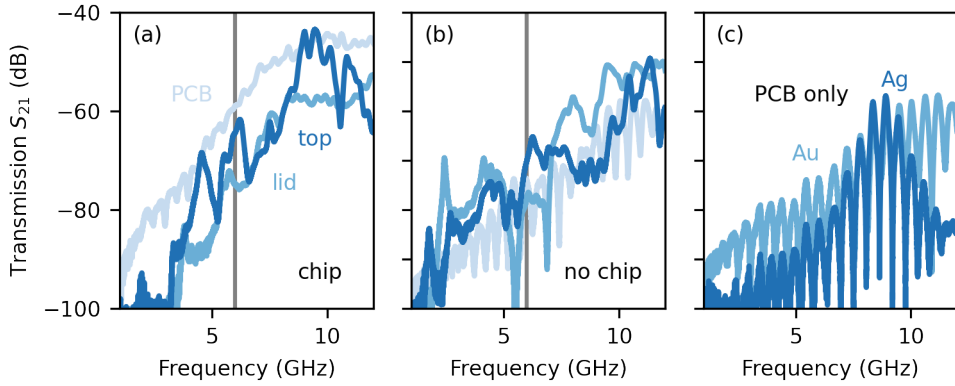 Transmission S21 (dB)
−40
−60
−80
−100
(a)
PCB
top
lid
chip
5
10
Frequency (GHz)
(b)
no chip
5
10
Frequency (GHz)
(c)
Ag
PCB only
Au
5
10
Frequency (GHz)